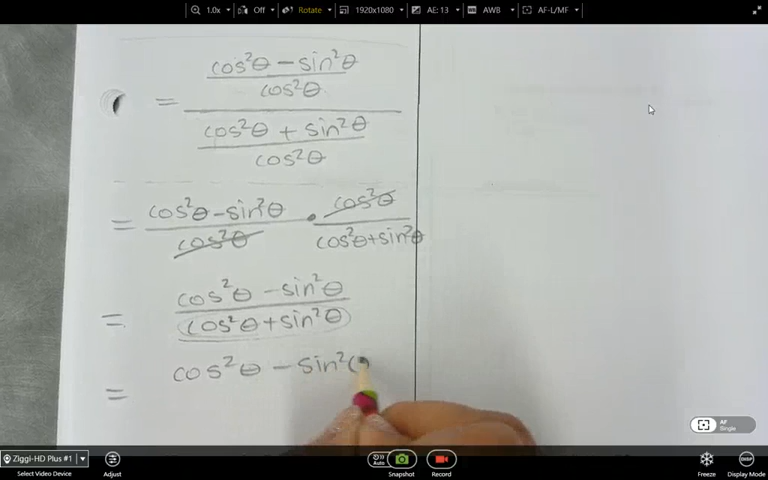 1.0x Off Rotate 1920x1080 AE: 13 AWB AF-L/MF
cos²θ − sin²θ
cos²θ
=
cos²θ + sin²θ
cos²θ
= cos²θ − sin²θ · cos²θ
cos²θ cos²θ + sin²θ
cos²θ − sin²θ
=
cos²θ + sin²θ
cos²θ − sin²
=
AF
Single
Ziggi-HD Plus #1
Auto
Select Video Device Adjust Snapshot Record Freeze Display Mode
DISP